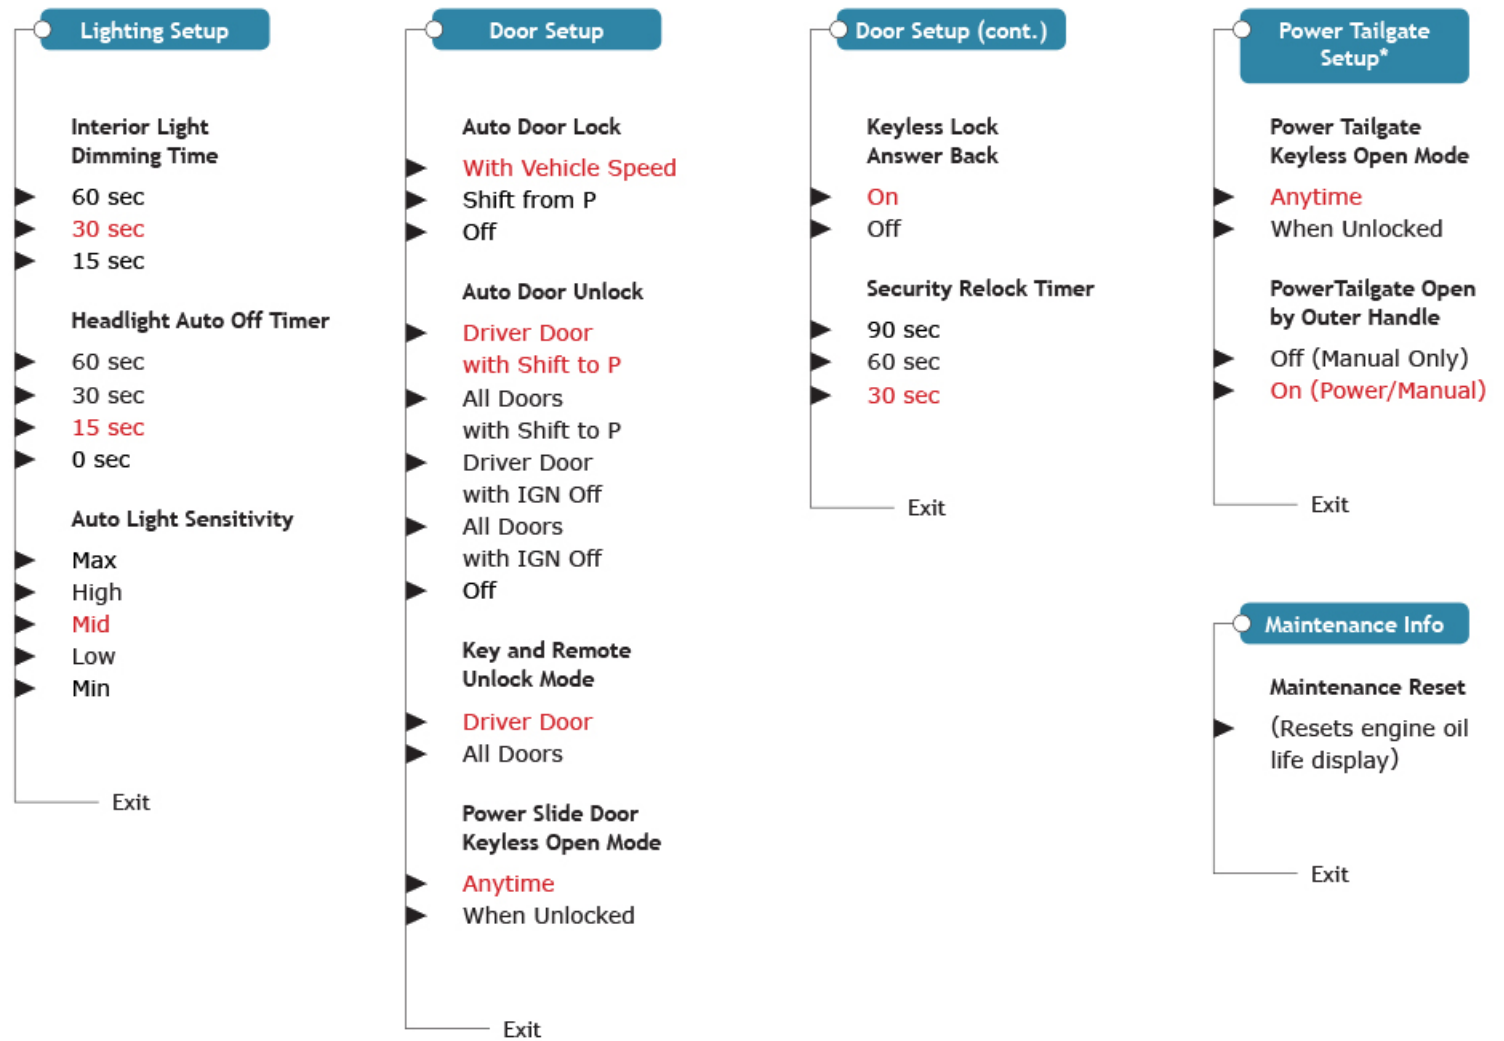 Lighting Setup
Interior Light
Dimming Time
60 sec
30 sec
15 sec
Headlight Auto Off Timer
60 sec
30 sec
15 sec
0 sec
Auto Light Sensitivity
Max
High
Mid
Low
Min
Exit
Door Setup
Auto Door Lock
With Vehicle Speed
Shift from P
Off
Auto Door Unlock
Driver Door
with Shift to P
All Doors
with Shift to P
Driver Door
with IGN Off
All Doors
with IGN Off
Off
Key and Remote
Unlock Mode
Driver Door
All Doors
Power Slide Door
Keyless Open Mode
Anytime
When Unlocked
Exit
Door Setup (cont.)
Keyless Lock
Answer Back
On
Off
Security Relock Timer
90 sec
60 sec
30 sec
Exit
Power Tailgate
Setup*
Power Tailgate
Keyless Open Mode
Anytime
When Unlocked
PowerTailgate Open
by Outer Handle
Off (Manual Only)
On (Power/Manual)
Exit
Maintenance Info
Maintenance Reset
(Resets engine oil
life display)
Exit